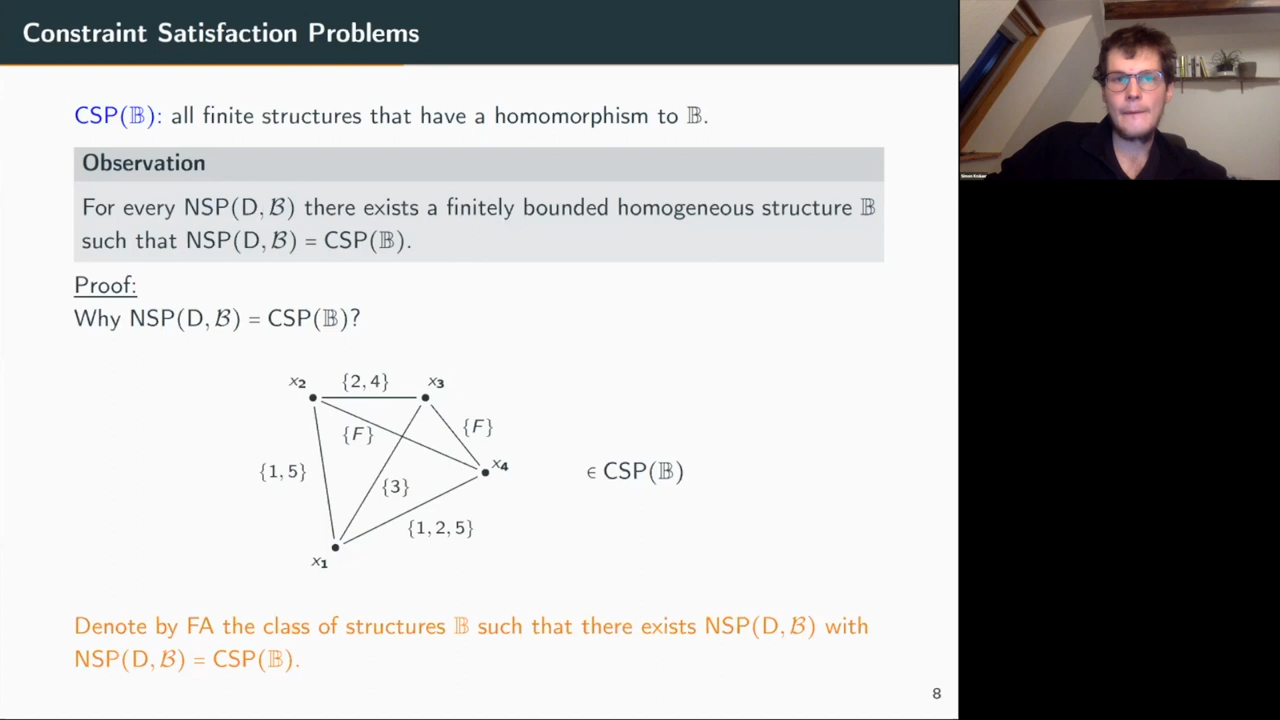 Constraint Satisfaction Problems
CSP(𝔹): all finite structures that have a homomorphism to 𝔹.
Observation
For every NSP(D, ℬ) there exists a finitely bounded homogeneous structure 𝔹
such that NSP(D, ℬ) = CSP(𝔹).
Proof:
Why NSP(D, ℬ) = CSP(𝔹)?
x₂ {2, 4} x₃
{F} {F}
{1, 5} x₄ ∈ CSP(𝔹)
{3}
{1, 2, 5}
x₁
Denote by FA the class of structures 𝔹 such that there exists NSP(D, ℬ) with
NSP(D, ℬ) = CSP(𝔹).
8